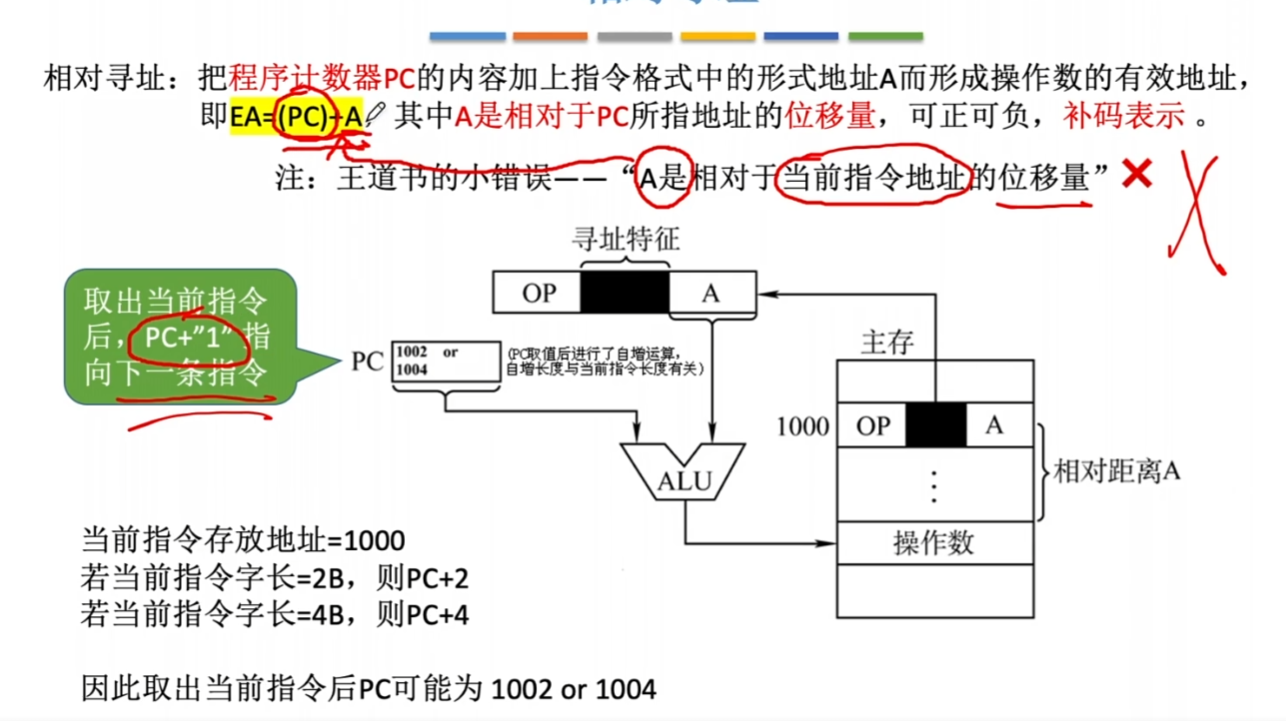 相对寻址：把程序计数器PC的内容加上指令格式中的形式地址A而形成操作数的有效地址，
即EA=(PC)+A，其中A是相对于PC所指地址的位移量，可正可负，补码表示 。
注：王道书的小错误——“A是相对于当前指令地址的位移量”
寻址特征
OP
A
取出当前指令
后，PC+”1”指
向下一条指令
PC
1002 or
1004
(PC取值后进行了自增运算，
自增长度与当前指令长度有关)
主存
1000
OP
A
ALU
⋮
相对距离A
操作数
当前指令存放地址=1000
若当前指令字长=2B，则PC+2
若当前指令字长=4B，则PC+4
因此取出当前指令后PC可能为 1002 or 1004